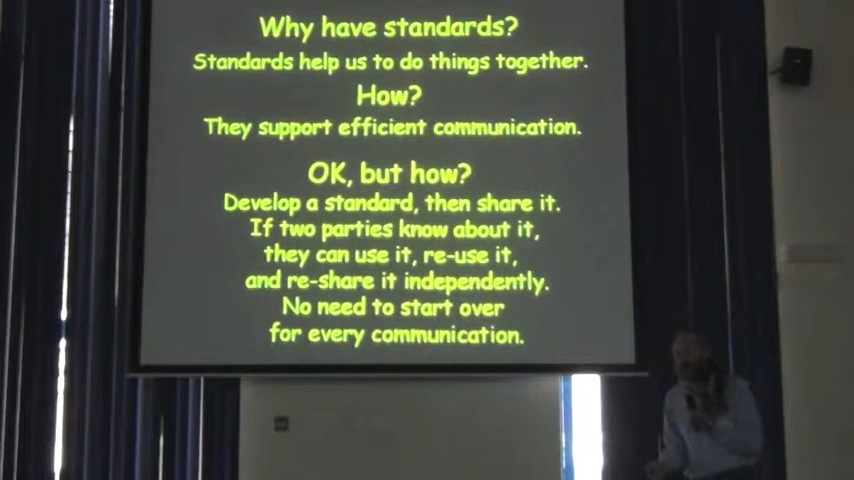 Why have standards?
Standards help us to do things together.
How?
They support efficient communication.
OK, but how?
Develop a standard, then share it.
If two parties know about it,
they can use it, re-use it,
and re-share it independently.
No need to start over
for every communication.